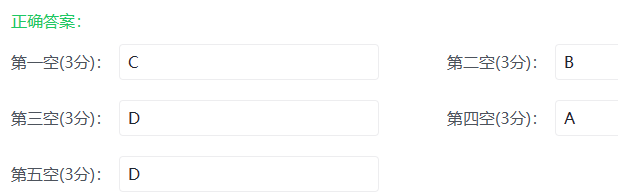 正确答案：
第一空(3分)： C 第二空(3分)： B
第三空(3分)： D 第四空(3分)： A
第五空(3分)： D